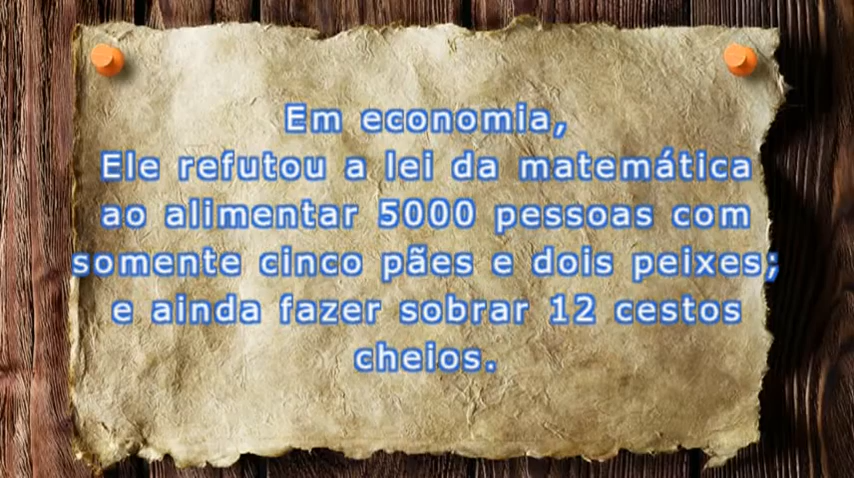 Em economia,
Ele refutou a lei da matemática
ao alimentar 5000 pessoas com
somente cinco pães e dois peixes;
e ainda fazer sobrar 12 cestos
cheios.